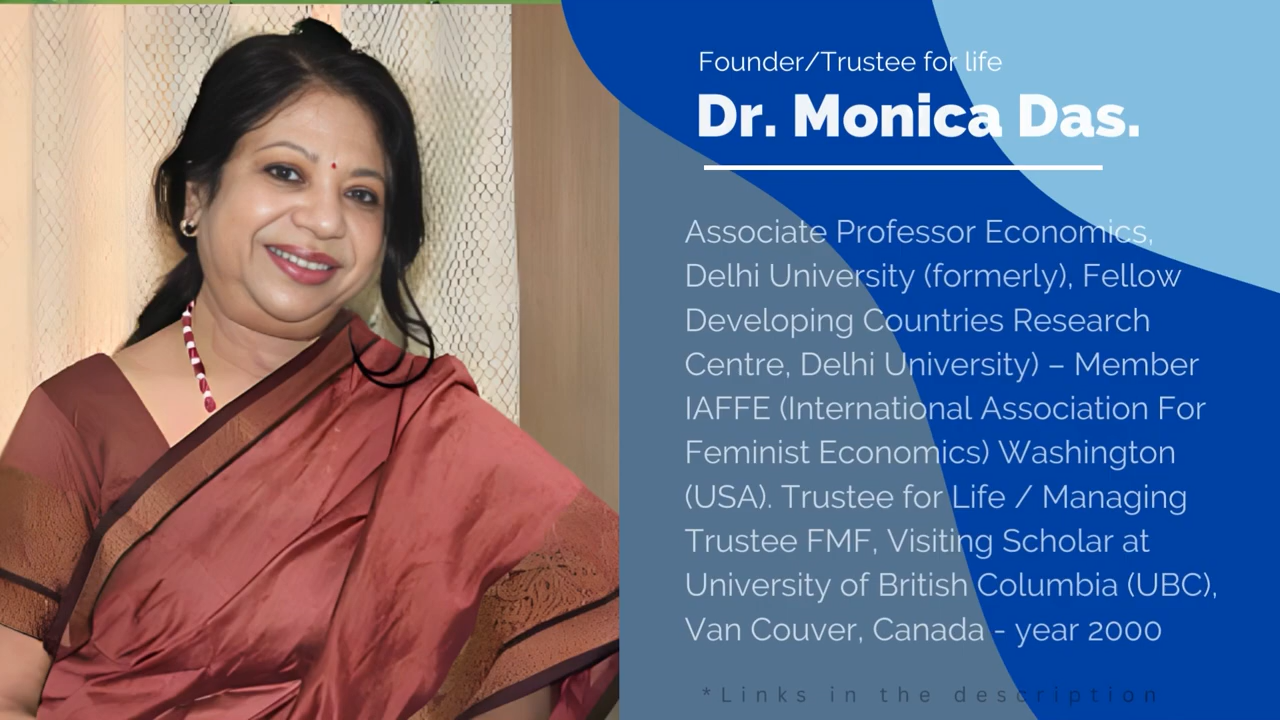 Founder/Trustee for life
Dr. Monica Das.
Associate Professor Economics,
Delhi University (formerly), Fellow
Developing Countries Research
Centre, Delhi University) – Member
IAFFE (International Association For
Feminist Economics) Washington
(USA). Trustee for Life / Managing
Trustee FMF, Visiting Scholar at
University of British Columbia (UBC),
Van Couver, Canada - year 2000
*Links in the description